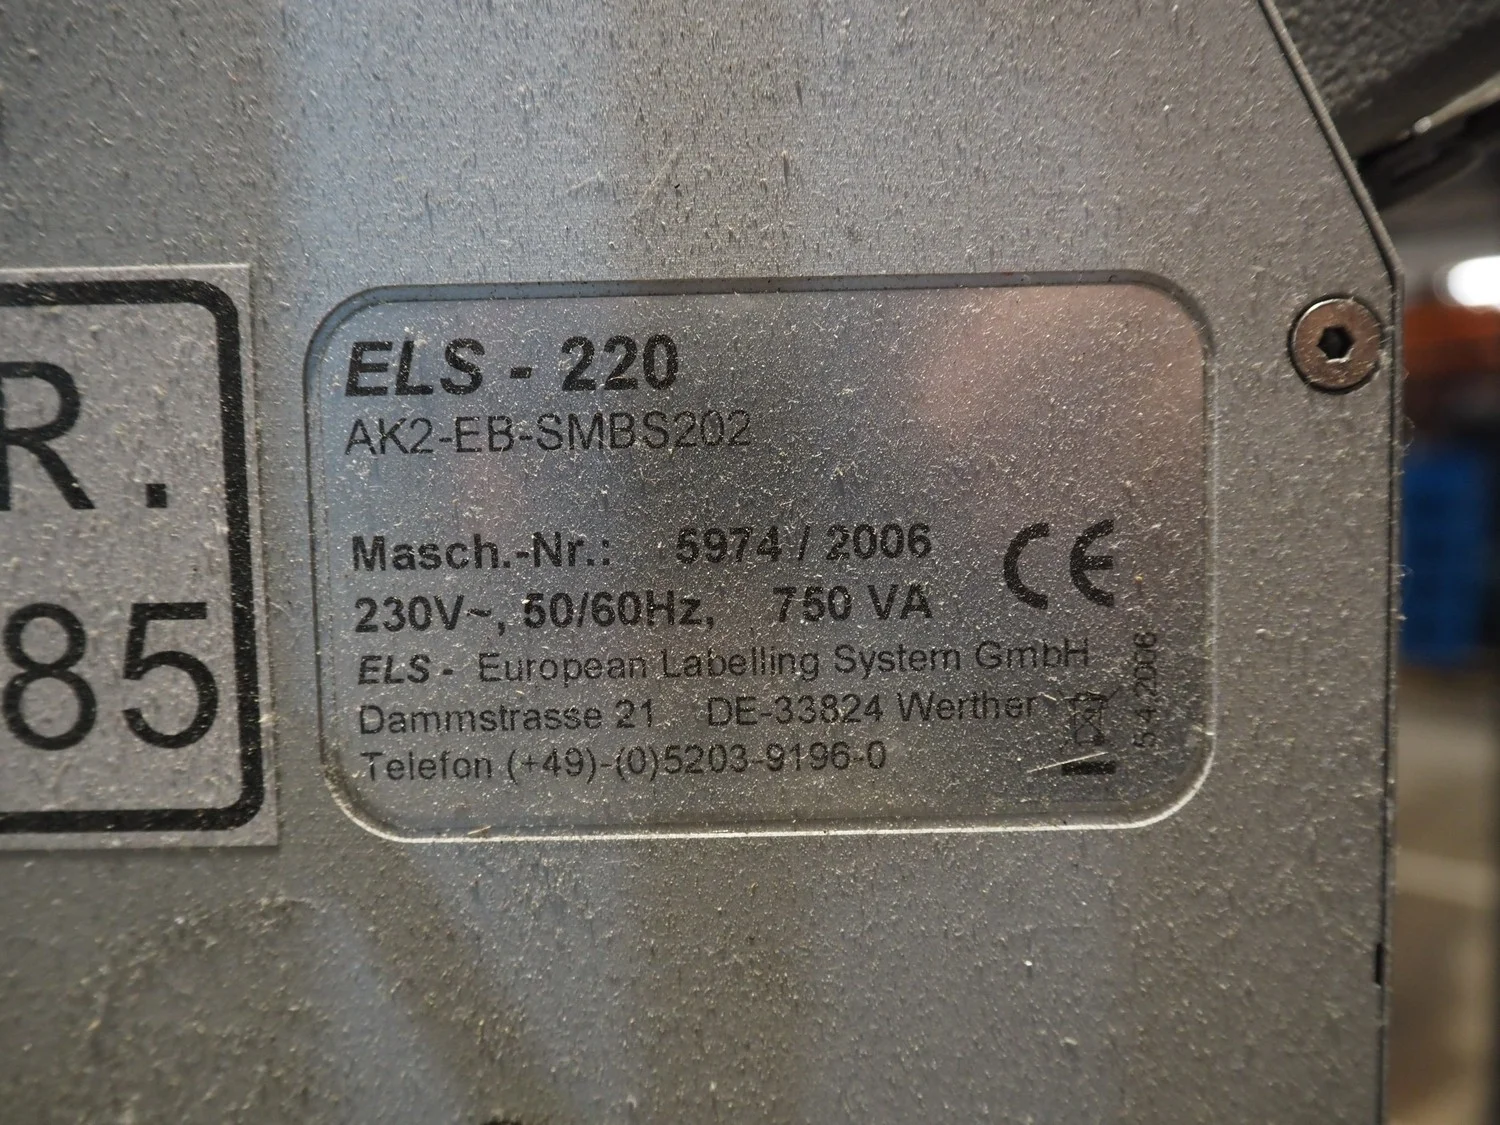 R.
85
ELS - 220
AK2-EB-SMBS202
Masch.-Nr.: 5974 / 2006
230V~, 50/60Hz, 750 VA
CE
ELS - European Labelling System GmbH
Dammstrasse 21 DE-33824 Werther
Telefon (+49)-(0)5203-9196-0
5.4.2006